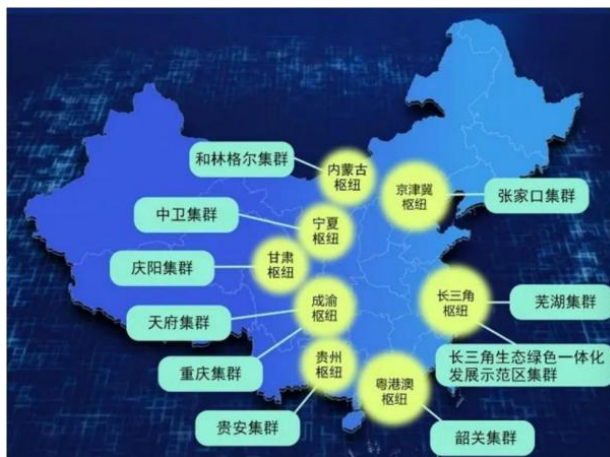 和林格尔集群
内蒙古
枢纽
京津冀
枢纽
张家口集群
中卫集群
宁夏
枢纽
庆阳集群
甘肃
枢纽
天府集群
成渝
枢纽
长三角
枢纽
芜湖集群
重庆集群
长三角生态绿色一体化
发展示范区集群
贵州
枢纽
粤港澳
枢纽
贵安集群
韶关集群